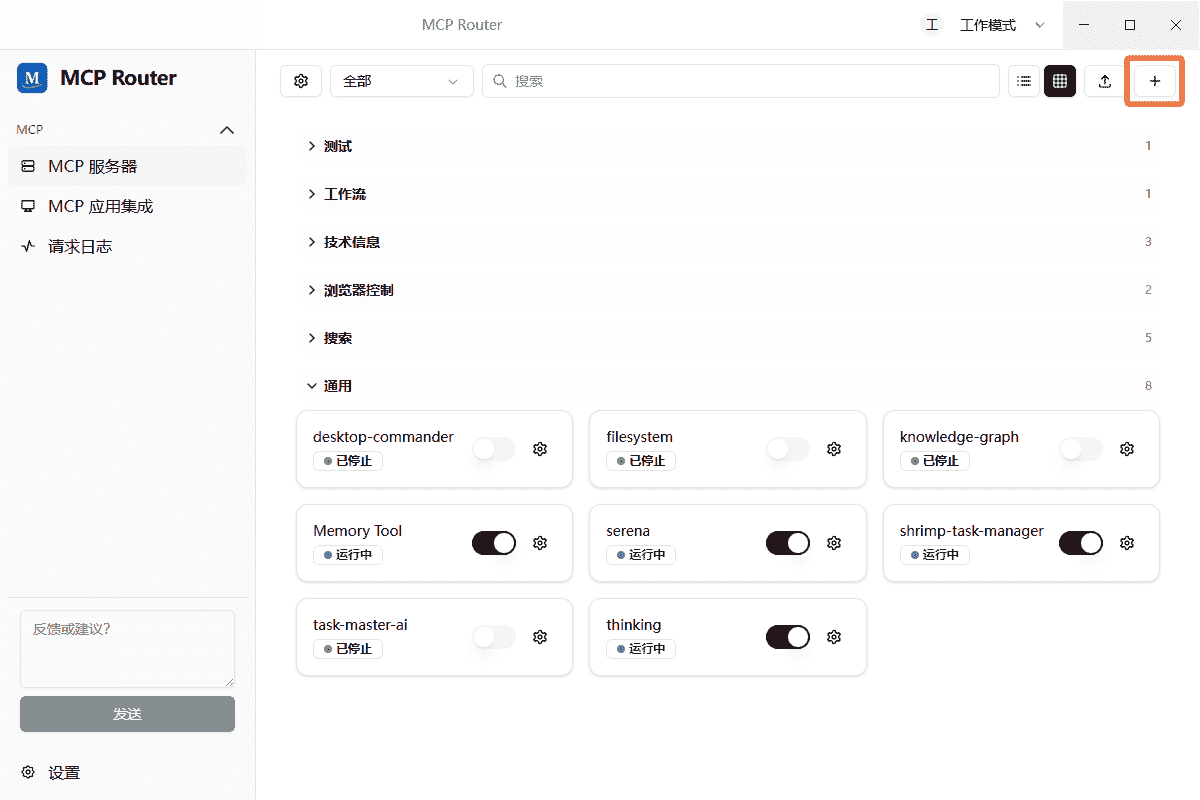 MCP Router
工 工作模式
M MCP Router
全部
搜索
MCP
MCP 服务器
MCP 应用集成
请求日志
测试 1
工作流 1
技术信息 3
浏览器控制 2
搜索 5
通用 8
desktop-commander
已停止
filesystem
已停止
knowledge-graph
已停止
Memory Tool
运行中
serena
运行中
shrimp-task-manager
运行中
task-master-ai
已停止
thinking
运行中
反馈或建议?
发送
设置